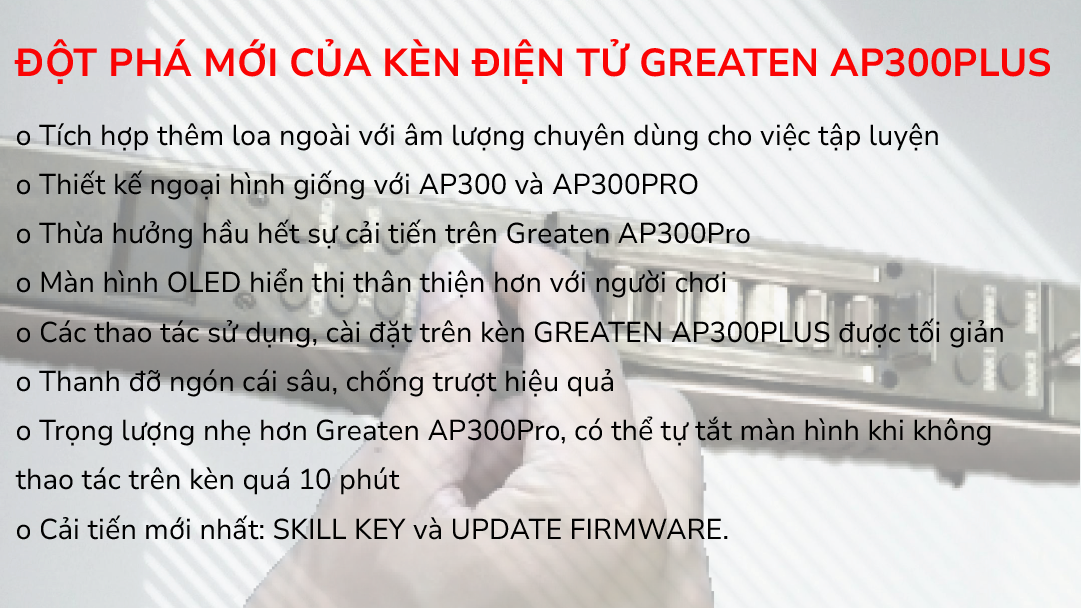 ĐỘT PHÁ MỚI CỦA KÈN ĐIỆN TỬ GREATEN AP300PLUS
o Tích hợp thêm loa ngoài với âm lượng chuyên dùng cho việc tập luyện
o Thiết kế ngoại hình giống với AP300 và AP300PRO
o Thừa hưởng hầu hết sự cải tiến trên Greaten AP300Pro
o Màn hình OLED hiển thị thân thiện hơn với người chơi
o Các thao tác sử dụng, cài đặt trên kèn GREATEN AP300PLUS được tối giản
o Thanh đỡ ngón cái sâu, chống trượt hiệu quả
o Trọng lượng nhẹ hơn Greaten AP300Pro, có thể tự tắt màn hình khi không
thao tác trên kèn quá 10 phút
o Cải tiến mới nhất: SKILL KEY và UPDATE FIRMWARE.